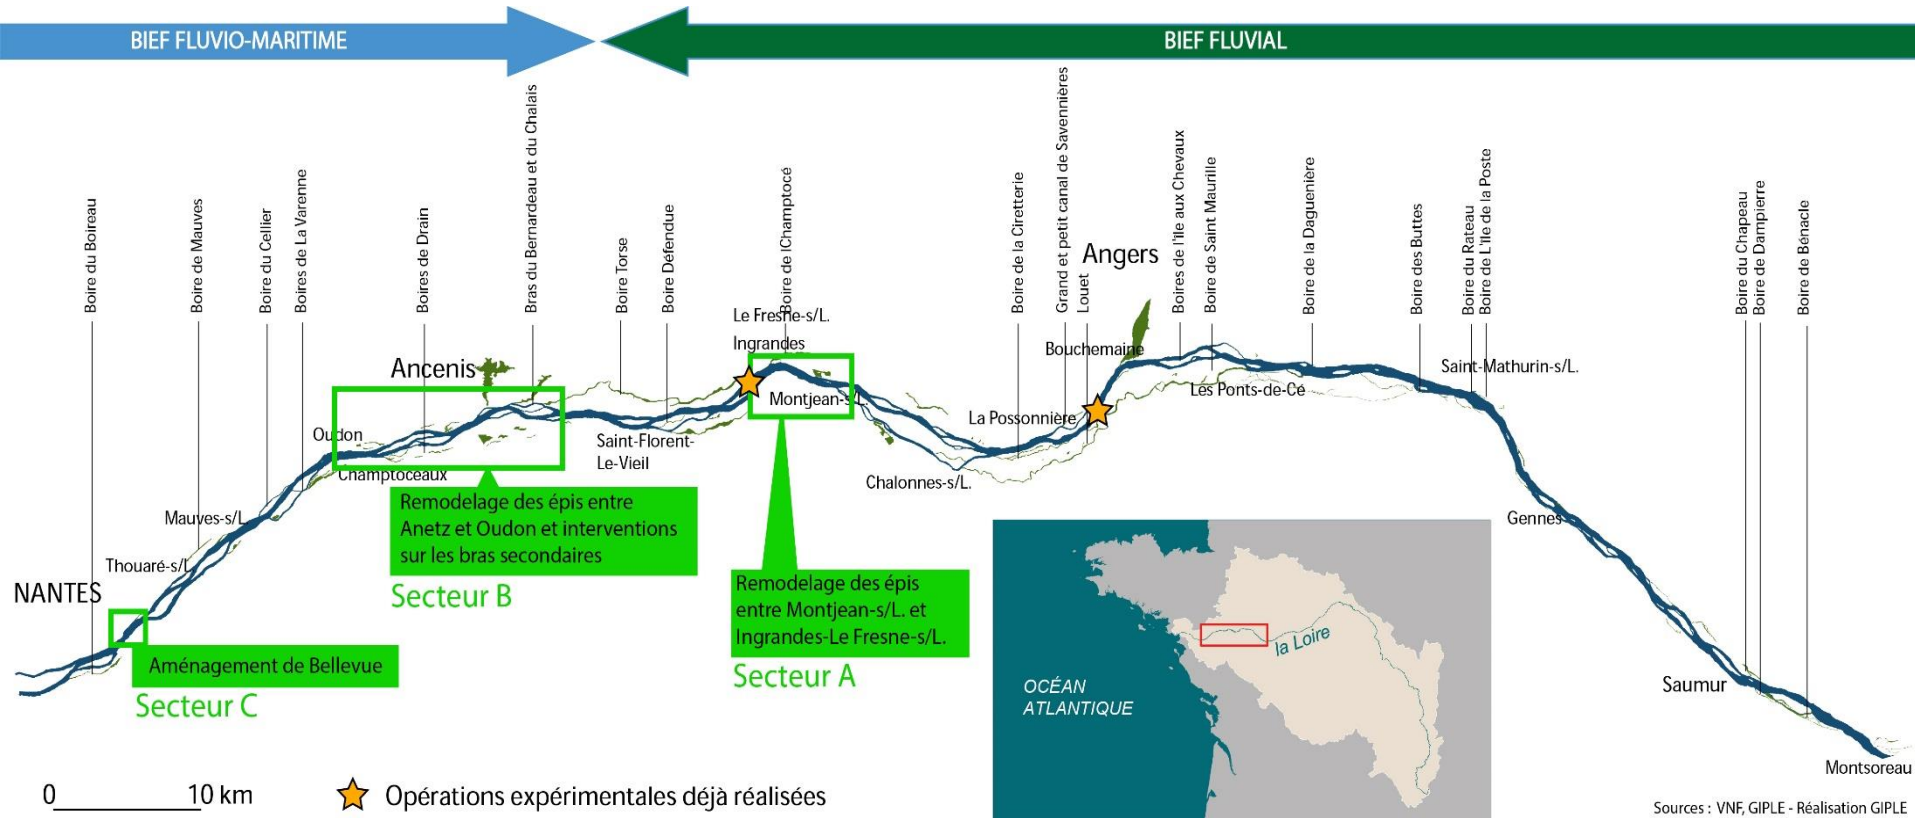 BIEF FLUVIO-MARITIME
BIEF FLUVIAL
Boire du Boireau
Boire de Mauves
Boire du Cellier
Boires de La Varenne
Boires de Drain
Bras du Bernardeau et du Chalais
Boire Torse
Boire Défendue
Boire de lChamptocé
Boire de la Ciretterie
Grand et petit canal de Savennières
Louet
Boires de l'île aux Chevaux
Boire de Saint Maurille
Boire de la Daguenière
Boire des Buttes
Boire du Rateau
Boire de L'île de la Poste
Boire du Chapeau
Boire de Dampierre
Boire de Bénacle
Angers
Le Fresne-s/L.
Ingrandes
Bouchemaine
Ancenis
Saint-Mathurin-s/L.
Les Ponts-de-Cé
Montjean-s/L.
La Possonnière
Oudon
Saint-Florent-
Le-Vieil
Champtoceaux
Chalonnes-s/L.
Mauves-s/L.
Gennes
Thouaré-s/L.
NANTES
Saumur
Montsoreau
Remodelage des épis entre
Anetz et Oudon et interventions
sur les bras secondaires
Secteur B
Remodelage des épis
entre Montjean-s/L. et
Ingrandes-Le Fresne-s/L.
Secteur A
Aménagement de Bellevue
Secteur C
la Loire
OCÉAN
ATLANTIQUE
0 10 km
Opérations expérimentales déjà réalisées
Sources : VNF, GIPLE - Réalisation GIPLE